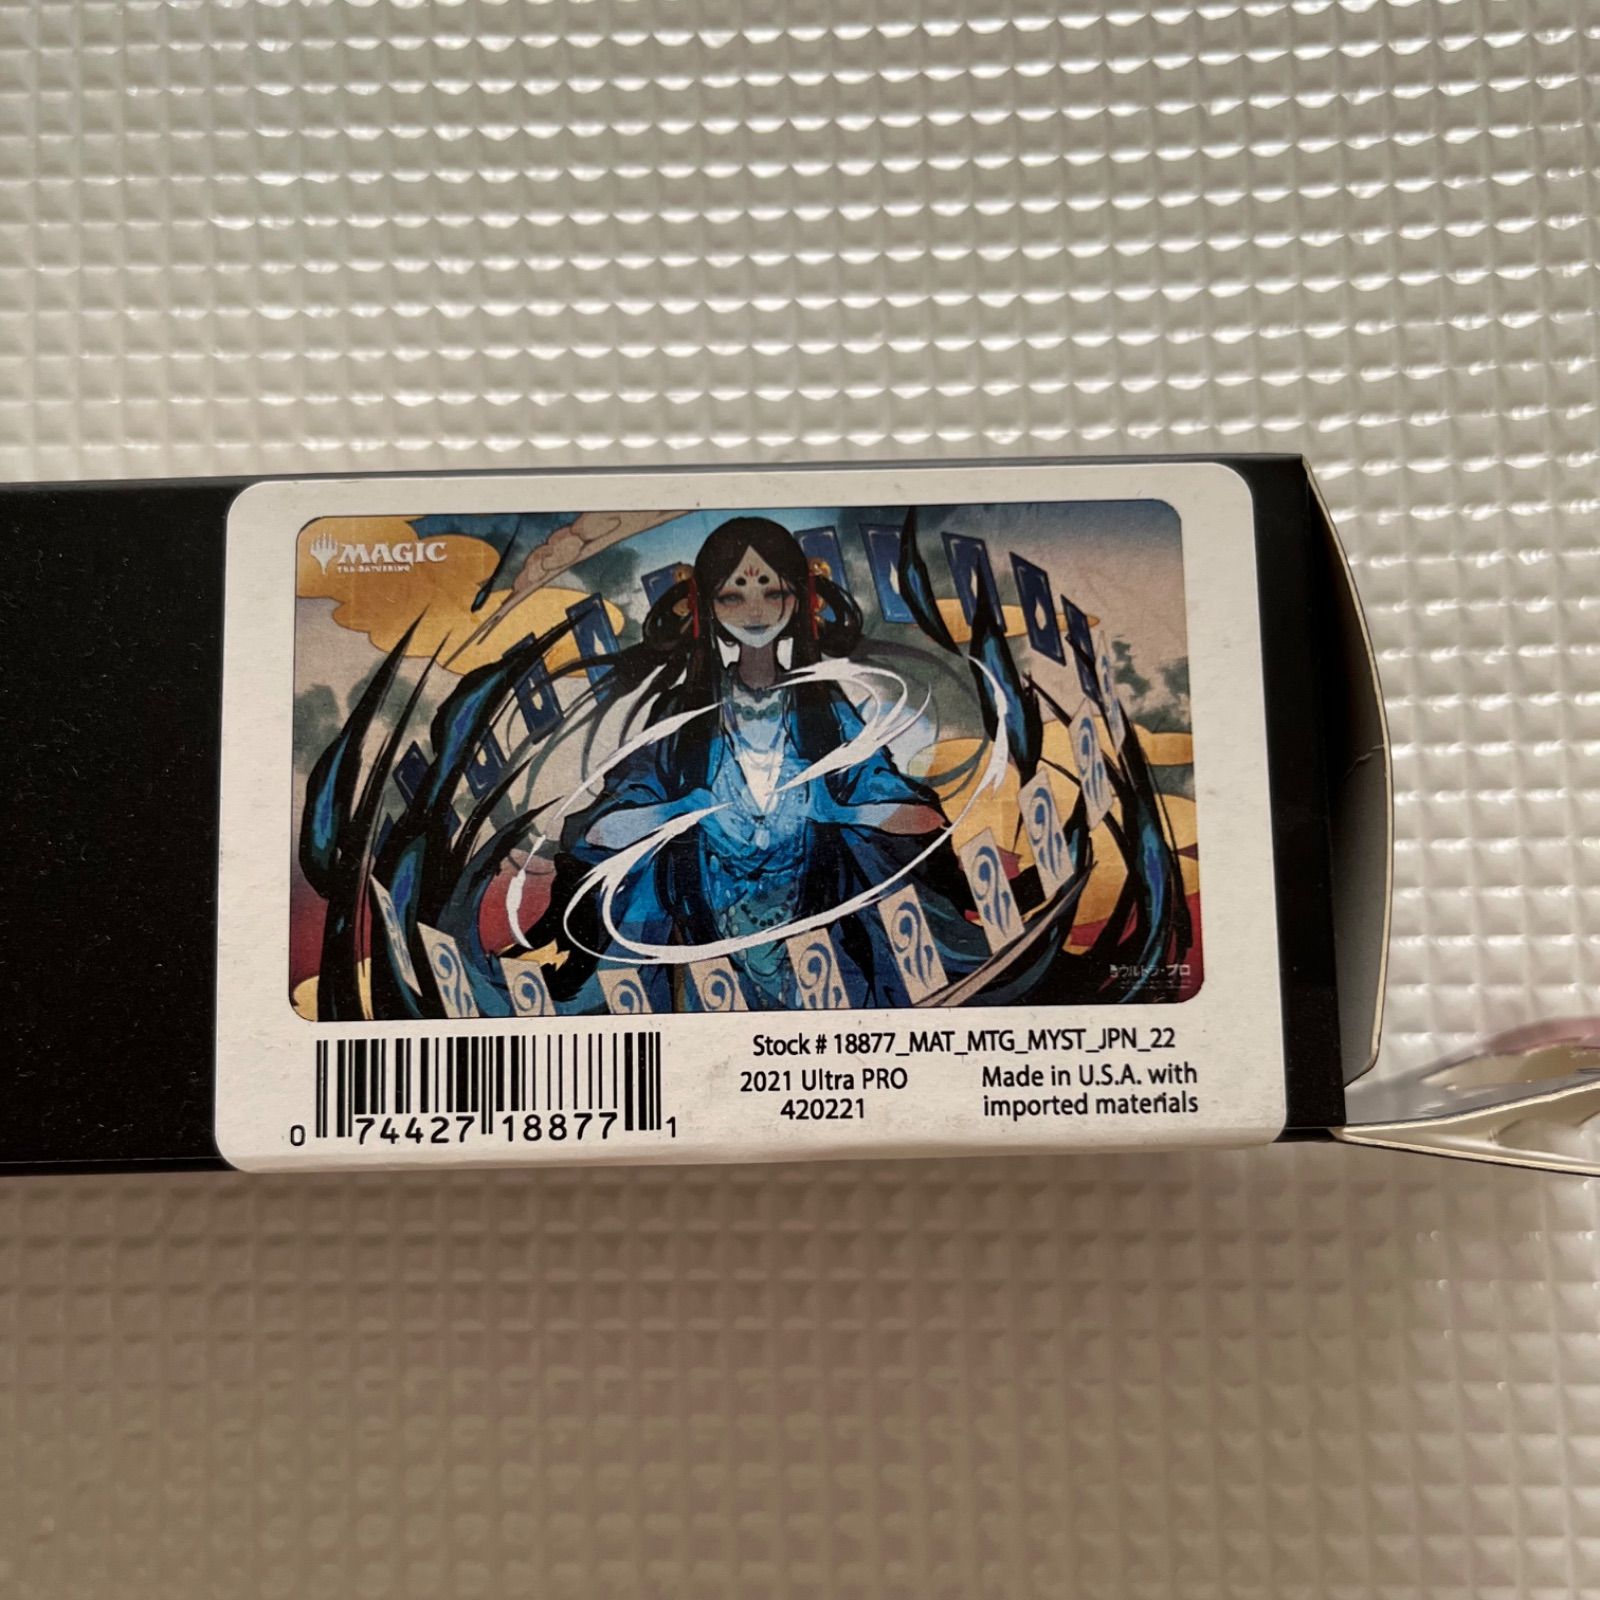 MAGIC
THE GATHERING
ウルトラ・プロ
Stock # 18877_MAT_MTG_MYST_JPN_22
2021 Ultra PRO
420221
Made in U.S.A. with
imported materials
0 74427 18877 1